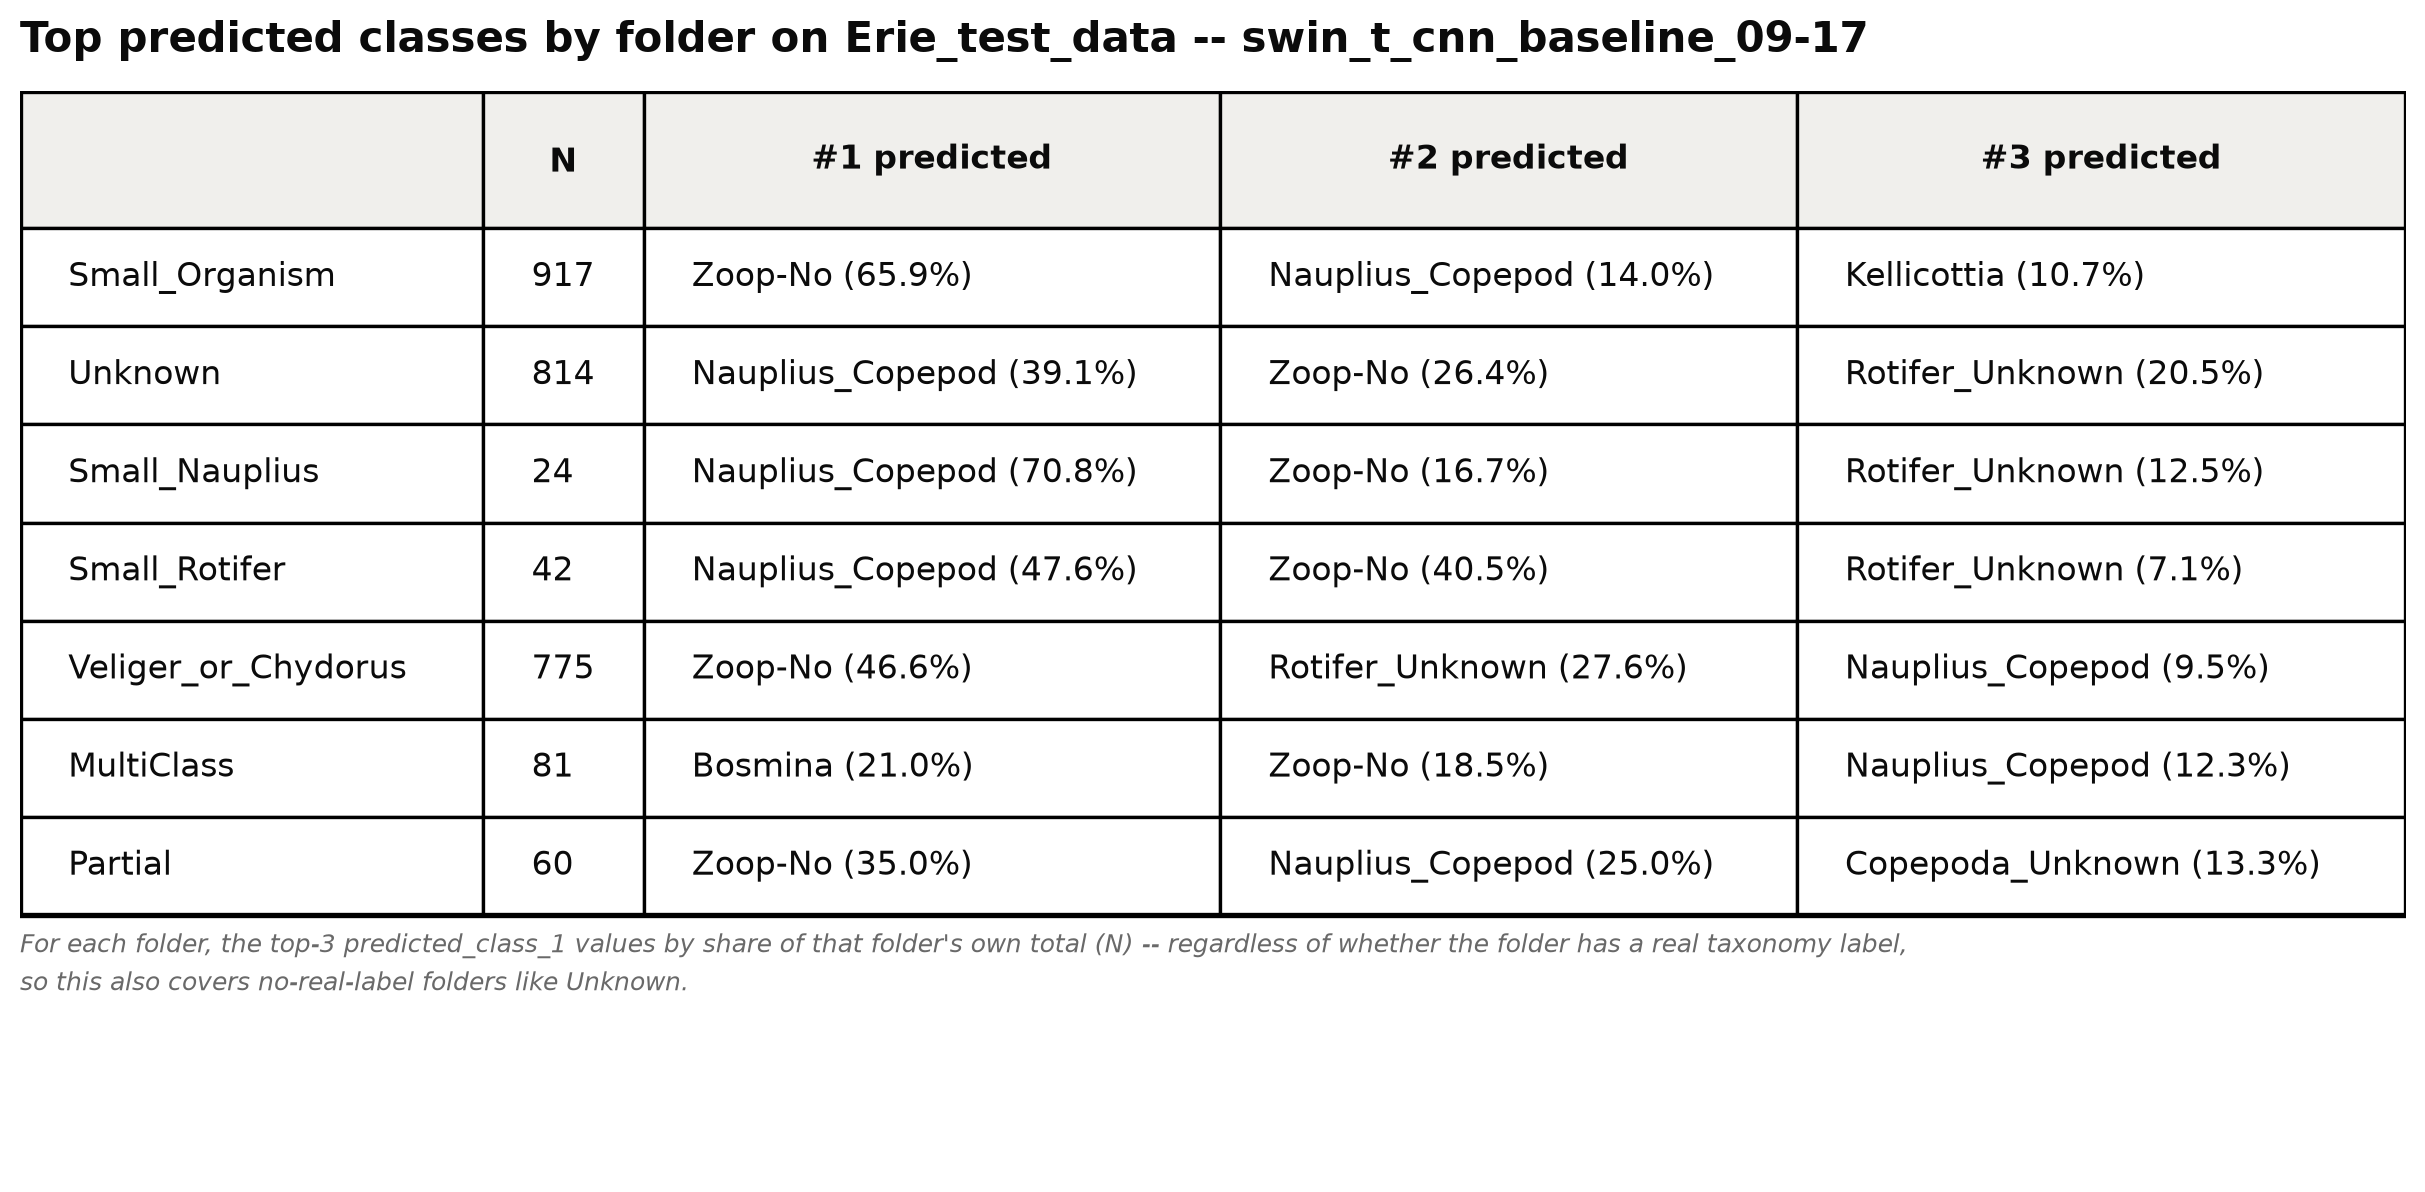 Top predicted classes by folder on Erie_test_data -- swin_t_cnn_baseline_09-17
N #1 predicted #2 predicted #3 predicted
Small_Organism 917 Zoop-No (65.9%) Nauplius_Copepod (14.0%) Kellicottia (10.7%)
Unknown 814 Nauplius_Copepod (39.1%) Zoop-No (26.4%) Rotifer_Unknown (20.5%)
Small_Nauplius 24 Nauplius_Copepod (70.8%) Zoop-No (16.7%) Rotifer_Unknown (12.5%)
Small_Rotifer 42 Nauplius_Copepod (47.6%) Zoop-No (40.5%) Rotifer_Unknown (7.1%)
Veliger_or_Chydorus 775 Zoop-No (46.6%) Rotifer_Unknown (27.6%) Nauplius_Copepod (9.5%)
MultiClass 81 Bosmina (21.0%) Zoop-No (18.5%) Nauplius_Copepod (12.3%)
Partial 60 Zoop-No (35.0%) Nauplius_Copepod (25.0%) Copepoda_Unknown (13.3%)
For each folder, the top-3 predicted_class_1 values by share of that folder's own total (N) -- regardless of whether the folder has a real taxonomy label,
so this also covers no-real-label folders like Unknown.